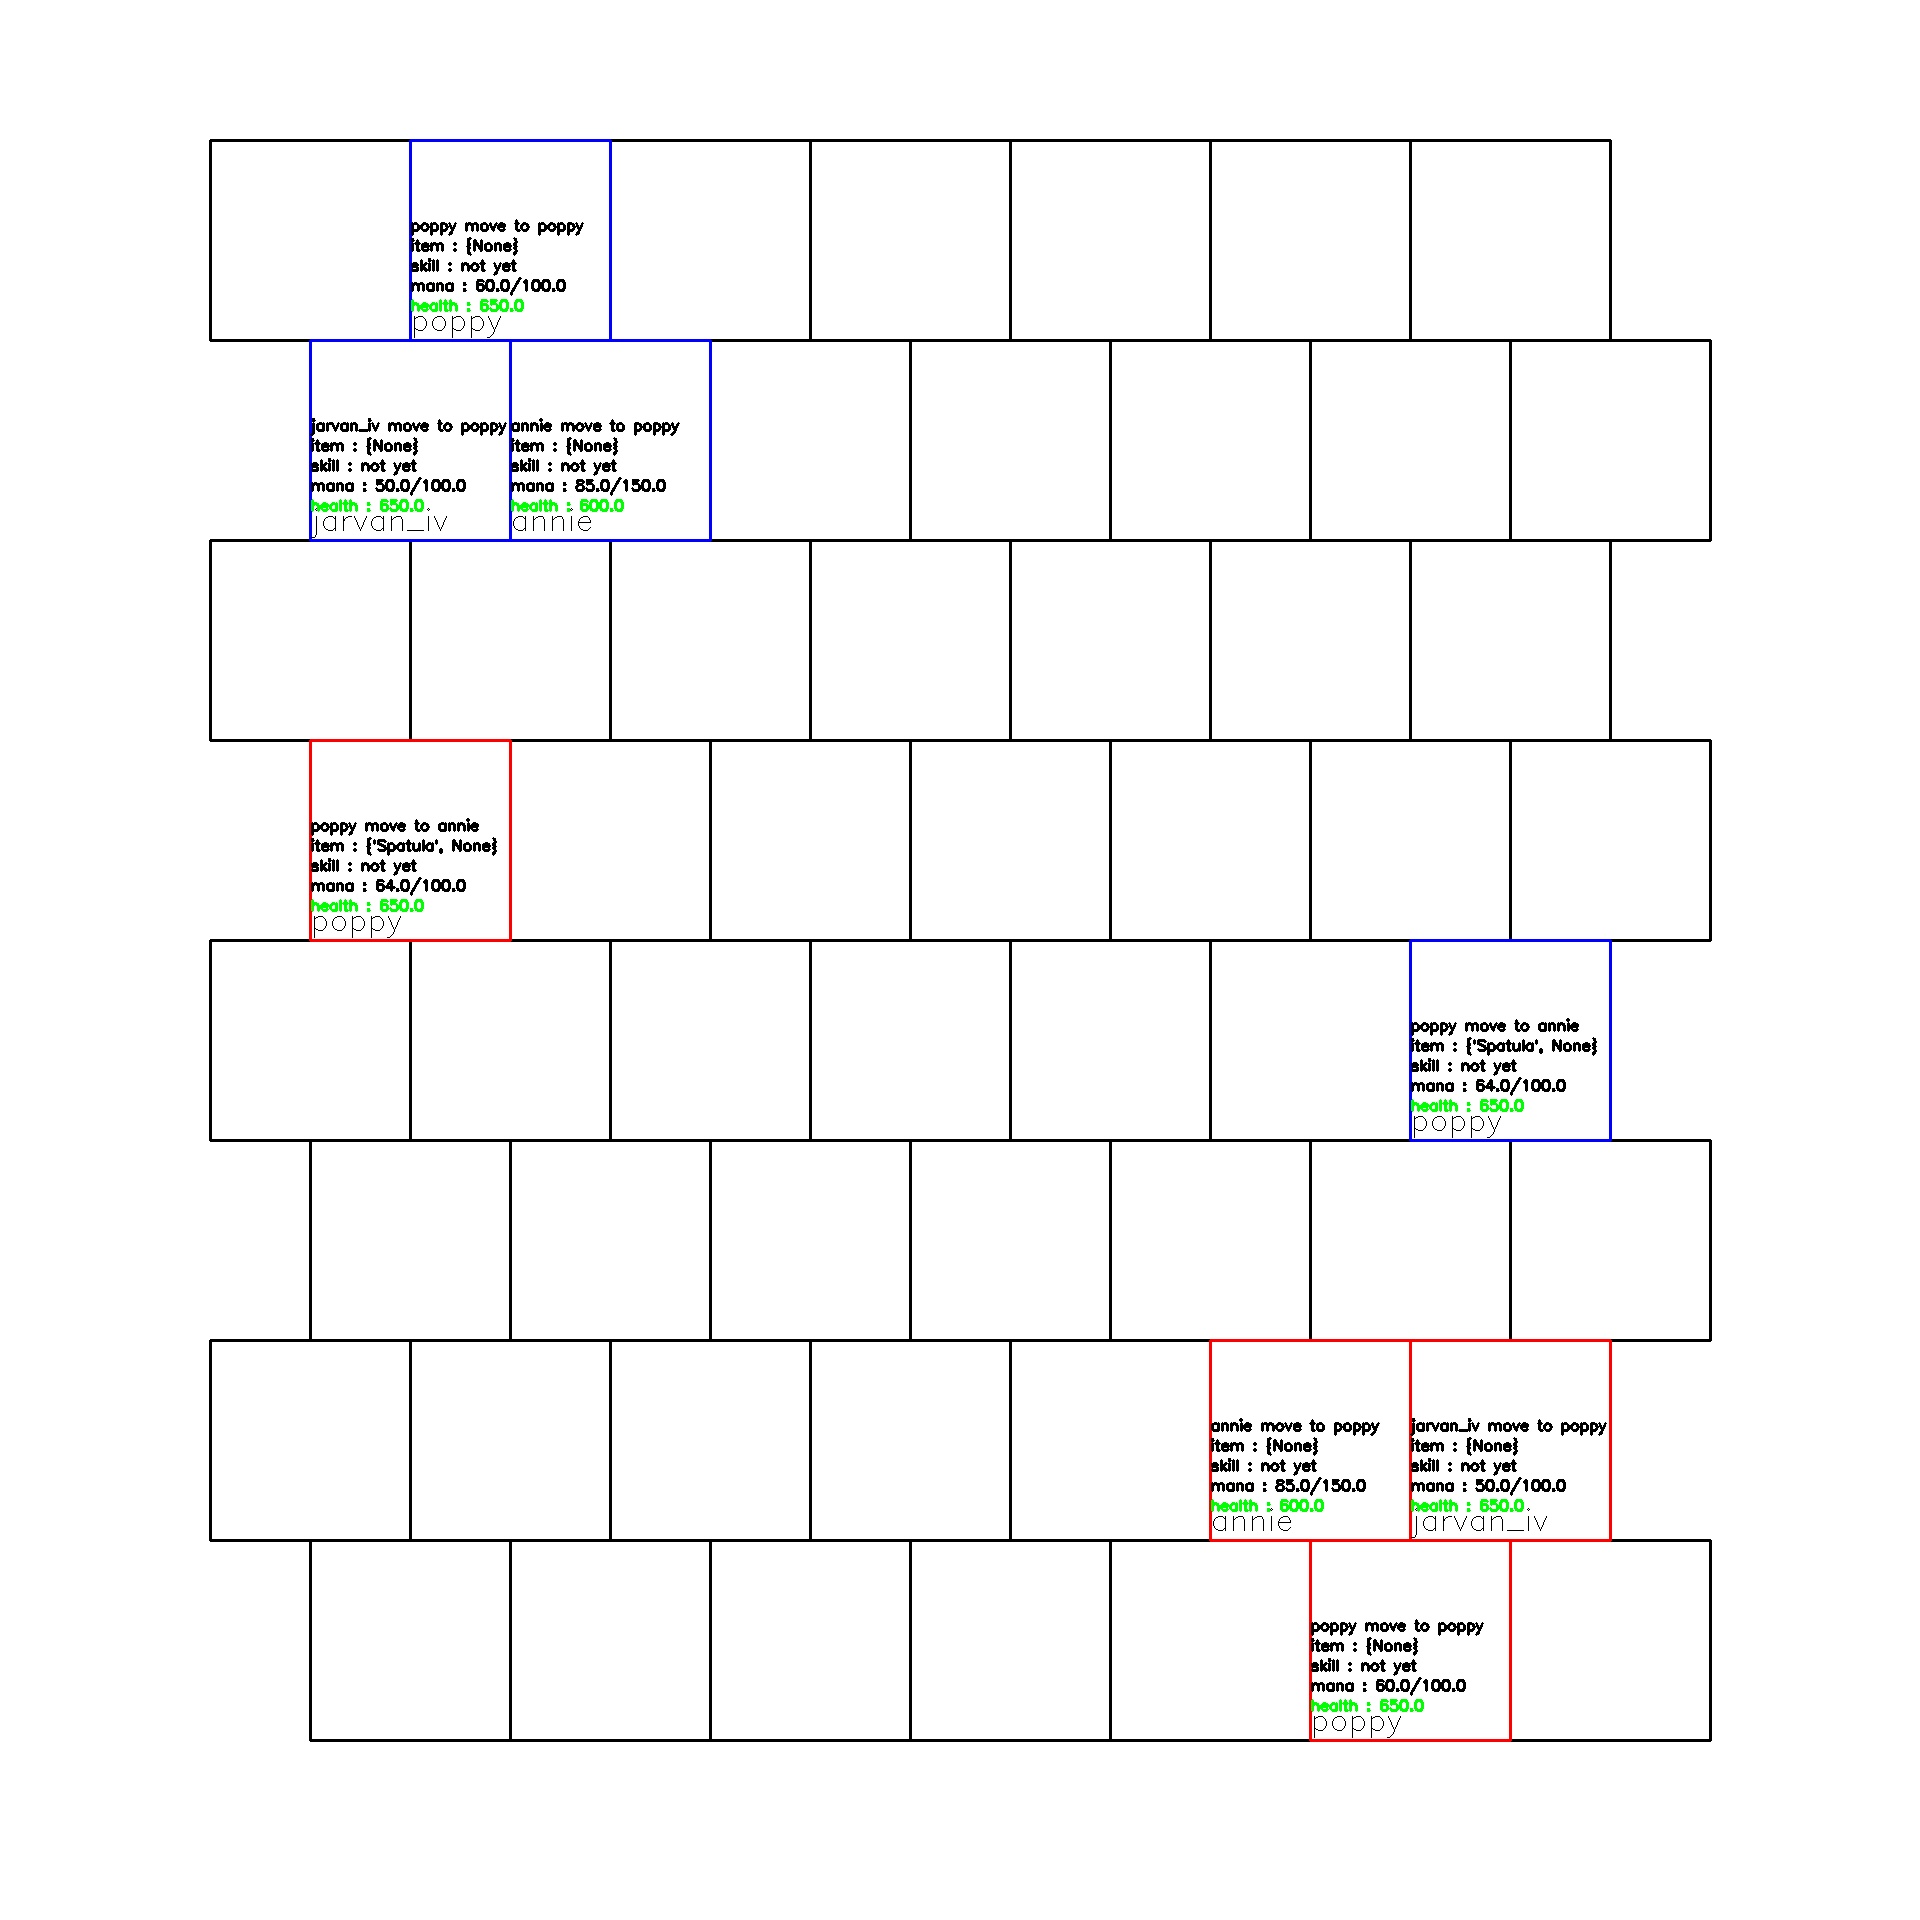 poppy move to poppy
item : {None}
skill : not yet
mana : 60.0/100.0
health : 650.0
poppy
jarvan_iv move to poppy
item : {None}
skill : not yet
mana : 50.0/100.0
health : 650.0
jarvan_iv
annie move to poppy
item : {None}
skill : not yet
mana : 85.0/150.0
health : 600.0
annie
poppy move to annie
item : {'Spatula', None}
skill : not yet
mana : 64.0/100.0
health : 650.0
poppy
poppy move to annie
item : {'Spatula', None}
skill : not yet
mana : 64.0/100.0
health : 650.0
poppy
annie move to poppy
item : {None}
skill : not yet
mana : 85.0/150.0
health : 600.0
annie
jarvan_iv move to poppy
item : {None}
skill : not yet
mana : 50.0/100.0
health : 650.0
jarvan_iv
poppy move to poppy
item : {None}
skill : not yet
mana : 60.0/100.0
health : 650.0
poppy